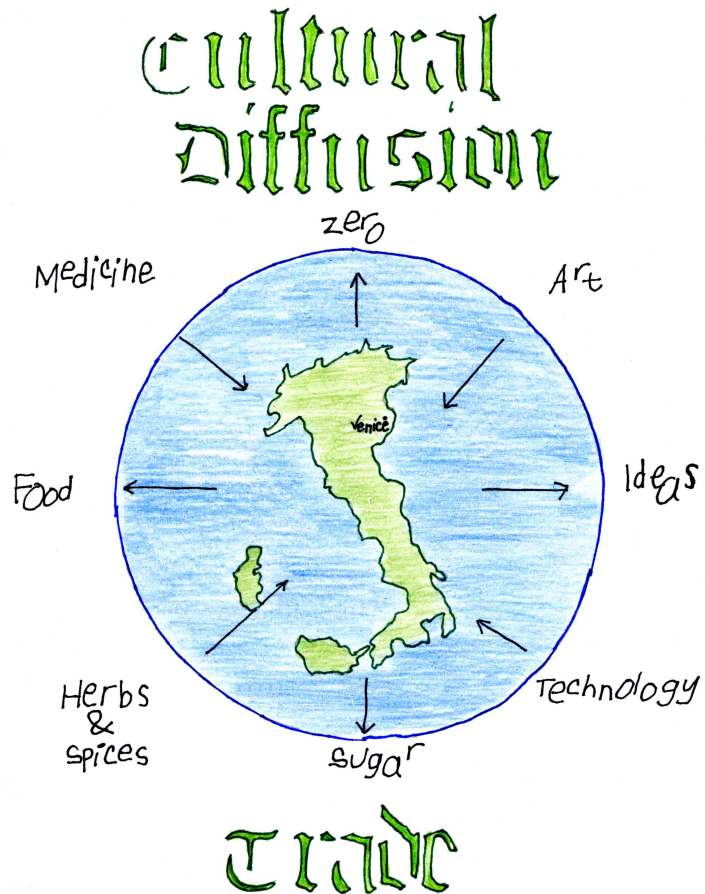 Cultural
Diffusion
zero
Medicine
Art
Venice
Food
Ideas
Herbs
&
spices
Technology
sugar
Trade